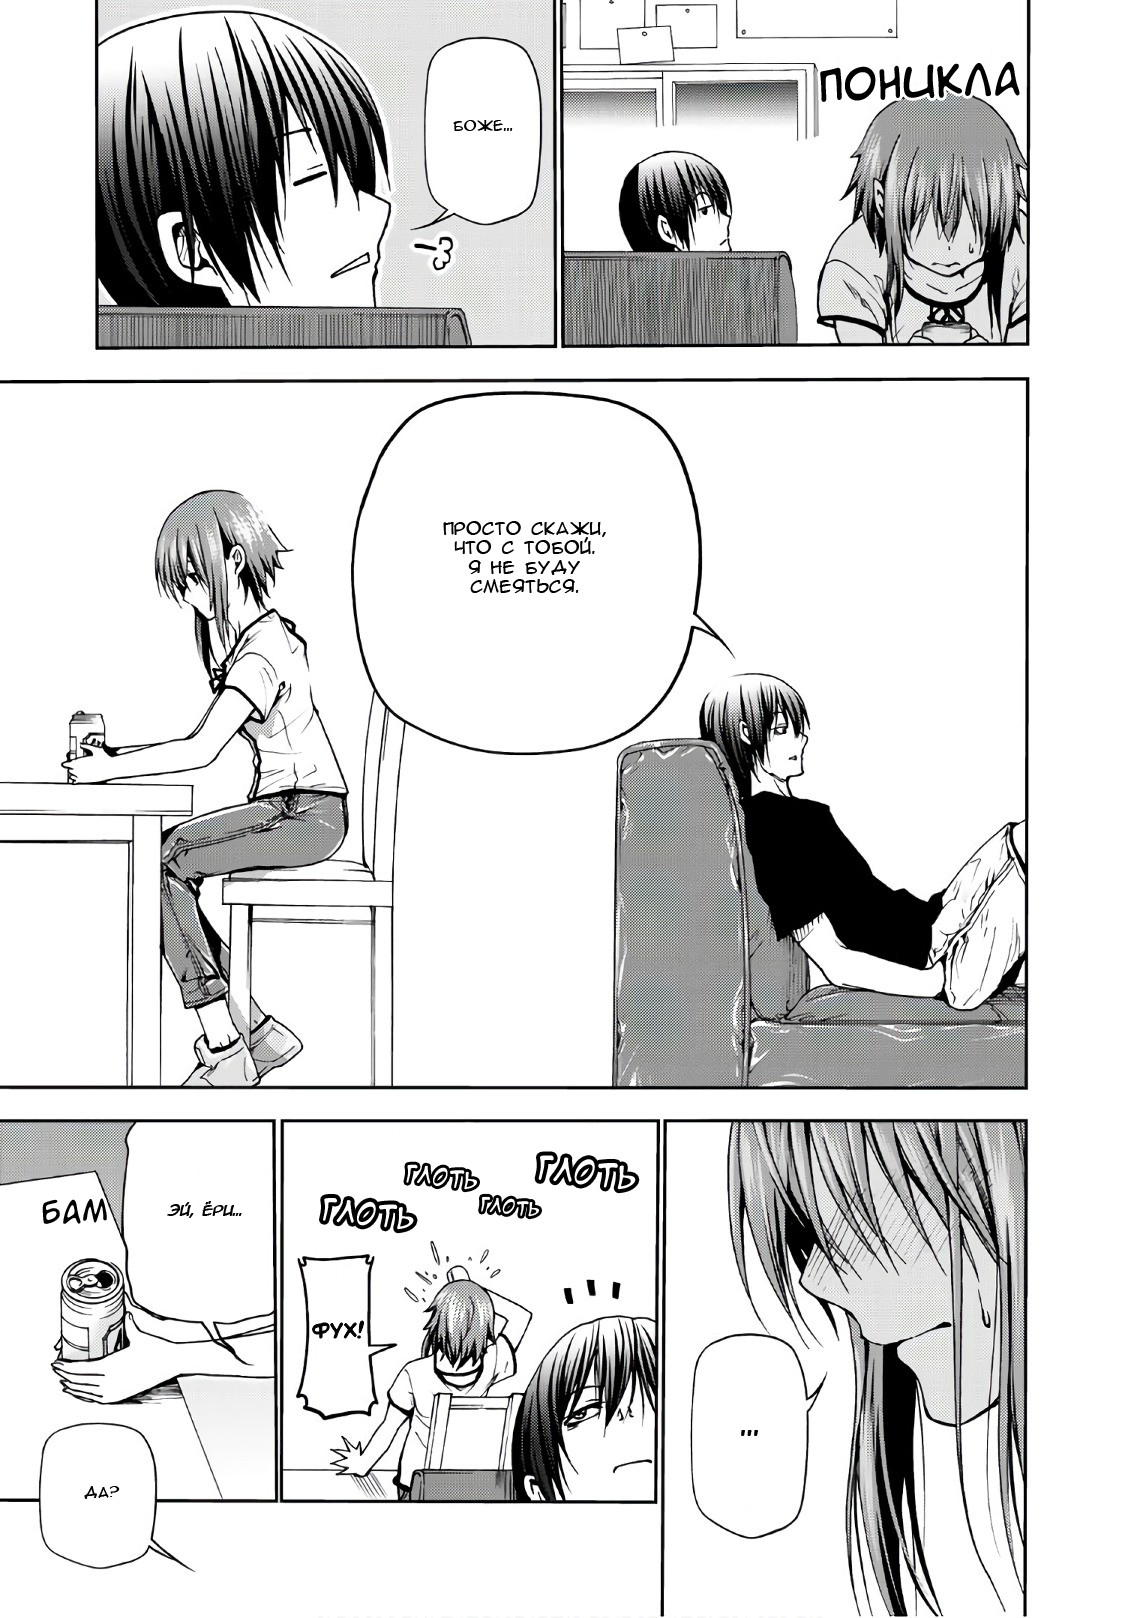 ПОНИКЛА
БОЖЕ...
ПРОСТО СКАЖИ,
ЧТО С ТОБОЙ.
Я НЕ БУДУ
СМЕЯТЬСЯ.
...
ГЛОТЬ
ГЛОТЬ
ГЛОТЬ
ГЛОТЬ
ФУХ!
БАМ
ЭЙ, ЁРИ...
ДА?